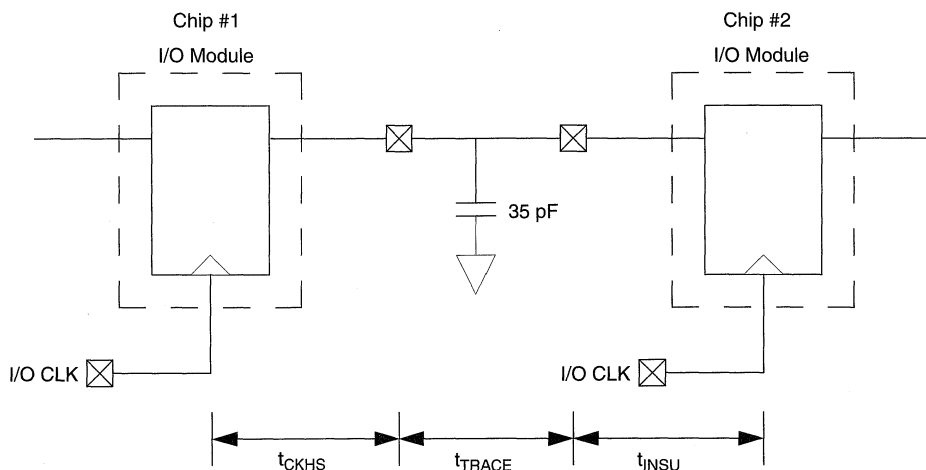 Chip #1
I/O Module
Chip #2
I/O Module
35 pF
I/O CLK
I/O CLK
tCKHS
tTRACE
tINSU